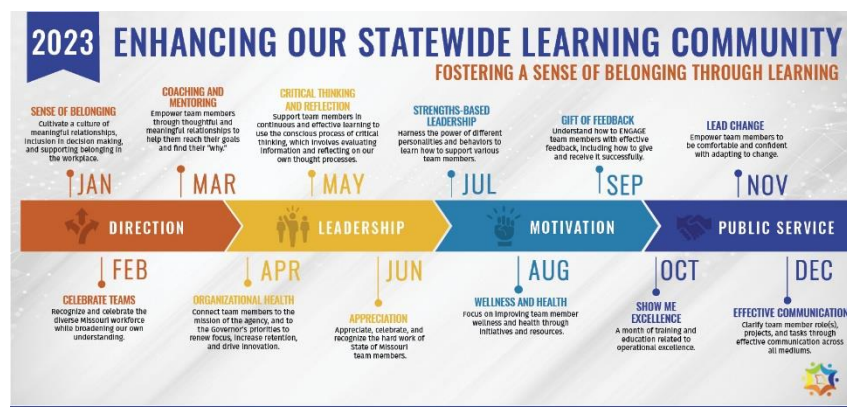 2023
ENHANCING OUR STATEWIDE LEARNING COMMUNITY
FOSTERING A SENSE OF BELONGING THROUGH LEARNING
SENSE OF BELONGING
Cultivate a culture of
meaningful relationships,
inclusion in decision making,
and supporting belonging in
the workplace.
JAN
COACHING AND
MENTORING
Empower team members
through thoughtful and
meaningful relationships to
help them reach their goals
and find their "why."
MAR
CRITICAL THINKING
AND REFLECTION
Support team members in
continuous and effective learning to
use the conscious process of critical
thinking, which involves evaluating
information and reflecting on our
own thought processes.
MAY
STRENGTHS-BASED
LEADERSHIP
Harness the power of different
personalities and behaviors to
learn how to support various
team members.
JUL
GIFT OF FEEDBACK
Understand how to ENGAGE
team members with effective
feedback, including how to give
and receive it successfully.
SEP
LEAD CHANGE
Empower team members to
be comfortable and confident
with adapting to change.
NOV
DIRECTION
LEADERSHIP
MOTIVATION
PUBLIC SERVICE
FEB
CELEBRATE TEAMS
Recognize and celebrate the
diverse Missouri workforce
while broadening our own
understanding.
APR
ORGANIZATIONAL HEALTH
Connect team members to the
mission of the agency, and to
the Governor's priorities to
renew focus, increase retention,
and drive innovation.
JUN
APPRECIATION
Appreciate, celebrate, and
recognize the hard work of
State of Missouri
team members.
AUG
WELLNESS AND HEALTH
Focus on improving team member
wellness and health through
initiatives and resources.
OCT
SHOW ME
EXCELLENCE
A month of training and
education related to
operational excellence.
DEC
EFFECTIVE COMMUNICATION
Clarify team member role(s),
projects, and tasks through
effective communication across
all mediums.